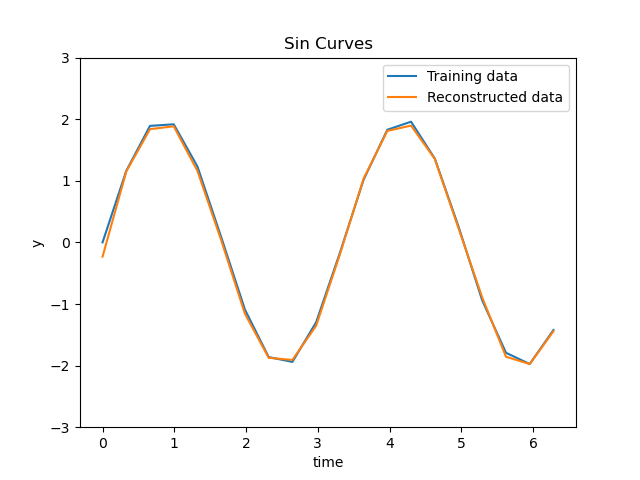 Sin Curves
Training data
Reconstructed data
3
2
1
0
−1
−2
−3
y
0 1 2 3 4 5 6
time